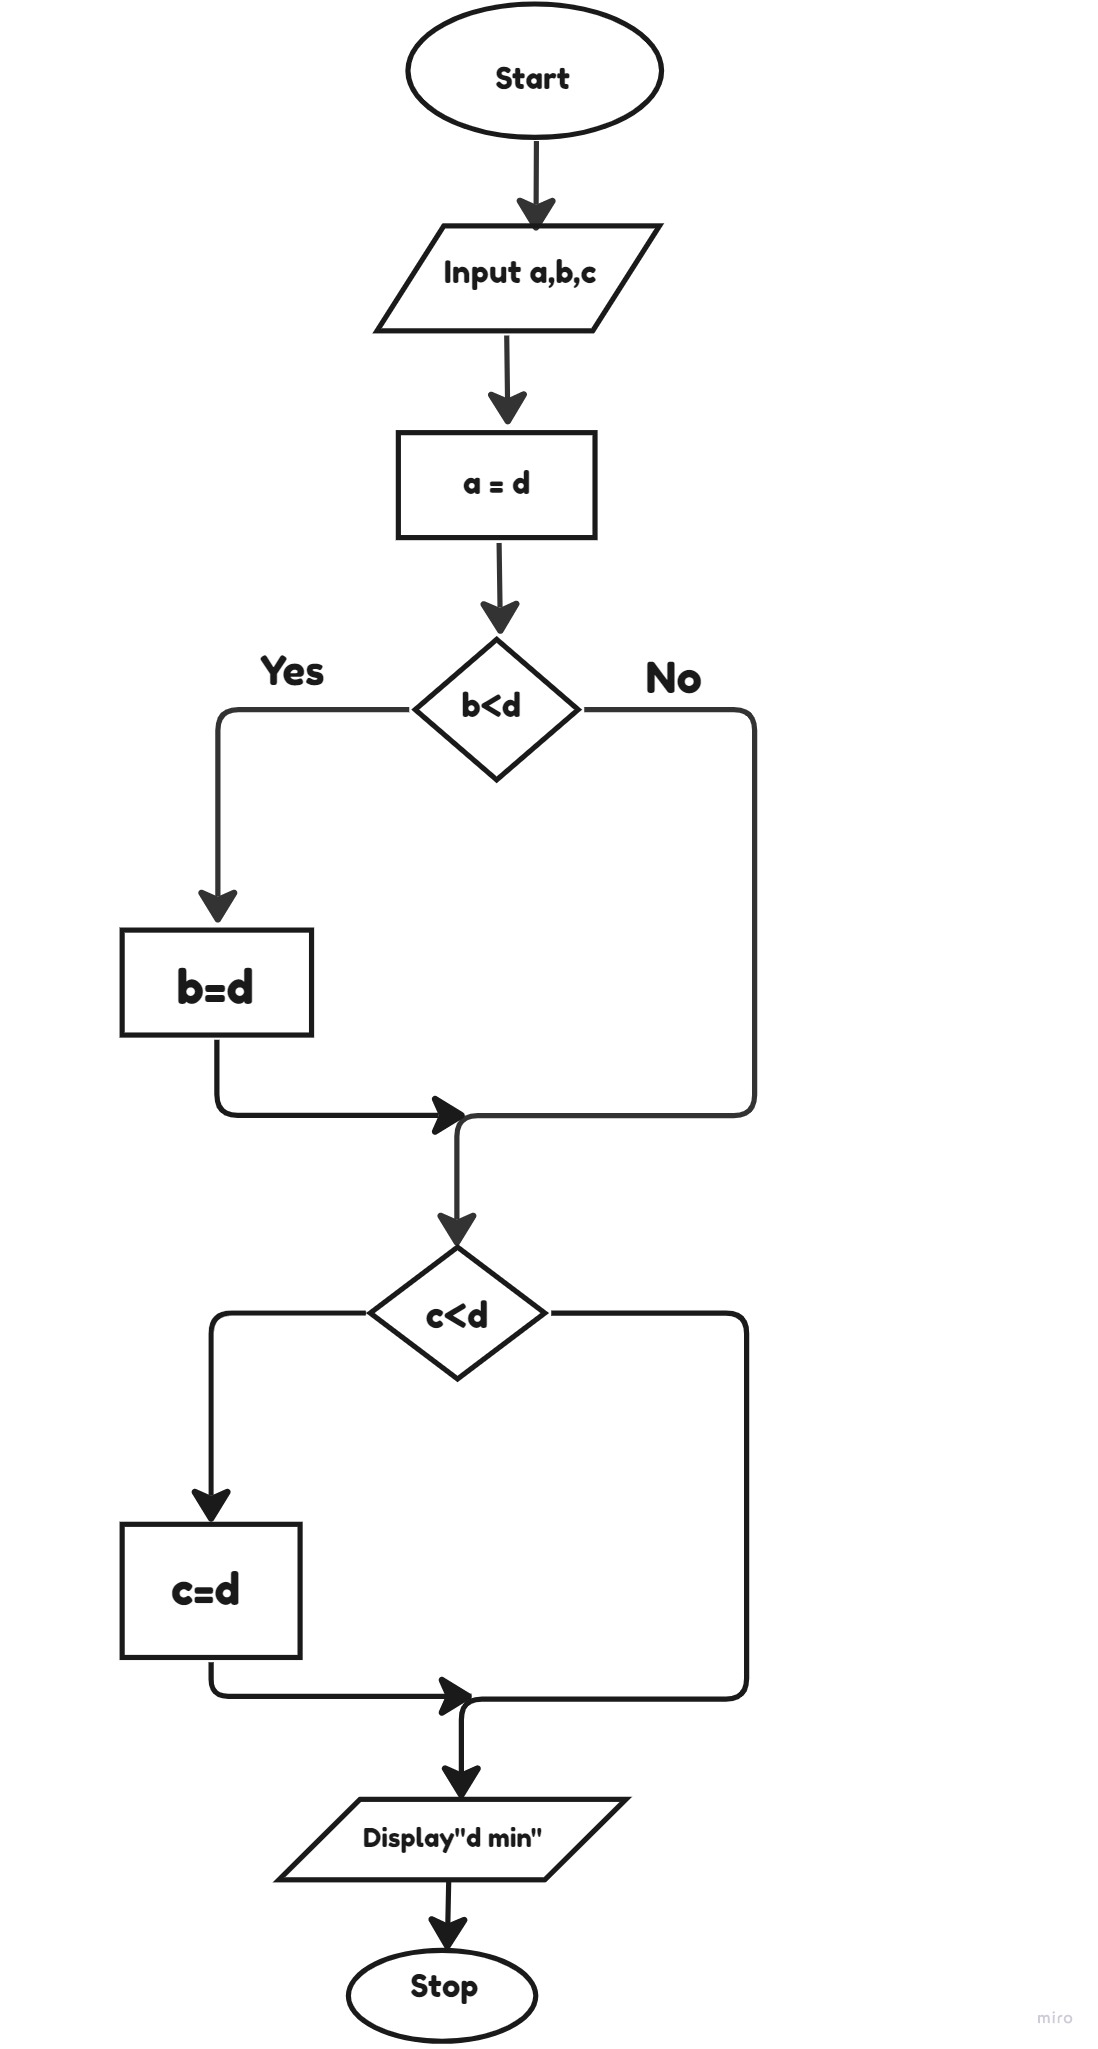 Start
Input a,b,c
a = d
Yes
No
b<d
b=d
c<d
c=d
Display"d min"
Stop
miro